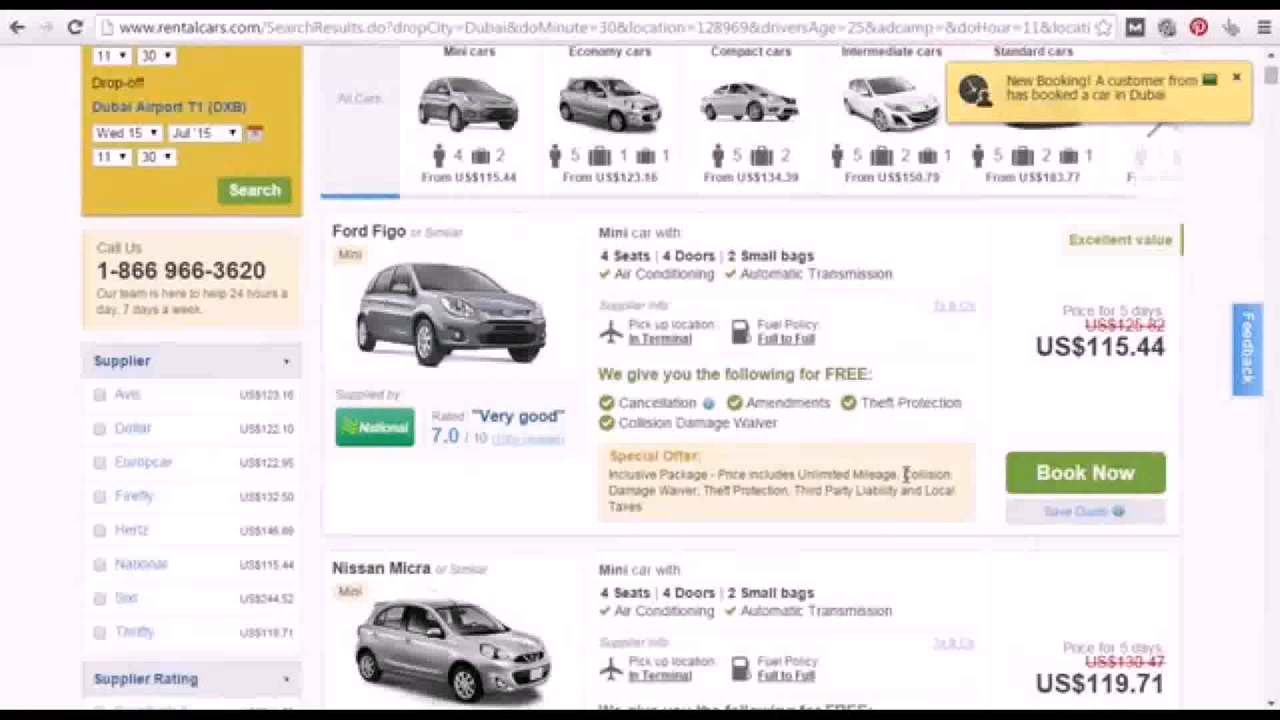 www.rentalcars.com/SearchResults.do?dropCity=Dubai&doMinute=30&location=128969&driversAge=25&adcamp=&doHour=11&locati
11 30
Drop-off
Dubai Airport T1 (DXB)
Wed 15 Jul '15
11 30
Search
Call Us
1-866 966-3620
Our team is here to help 24 hours a
day, 7 days a week.
Supplier
Avis US$123.16
Dollar US$122.10
Europcar US$122.95
Firefly US$132.50
Hertz US$146.89
National US$115.44
Sixt US$244.52
Thrifty US$119.71
Supplier Rating
All Cars
Mini cars
4 2
From US$115.44
Economy cars
5 1 1
From US$123.16
Compact cars
5 2
From US$134.39
Intermediate cars
5 2 1
From US$150.79
Standard cars
5 2 1
From US$163.77
New Booking! A customer from
has booked a car in Dubai
Ford Figo or Similar
Mini
Supplied by
National
Rated "Very good"
7.0 / 10
Mini car with
4 Seats | 4 Doors | 2 Small bags
Air Conditioning Automatic Transmission
Supplier Info
Pick up location:
In Terminal
Fuel Policy:
Full to Full
We give you the following for FREE:
Cancellation Amendments Theft Protection
Collision Damage Waiver
Special Offer:
Inclusive Package - Price includes Unlimited Mileage, Collision
Damage Waiver, Theft Protection, Third Party Liability and Local
Taxes
Excellent value
Price for 5 days:
US$125.82
US$115.44
Book Now
Save Quote
Feedback
Nissan Micra or Similar
Mini
Mini car with
4 Seats | 4 Doors | 2 Small bags
Air Conditioning Automatic Transmission
Supplier Info
Pick up location:
In Terminal
Fuel Policy:
Full to Full
We give you the following for FREE:
Price for 5 days:
US$130.47
US$119.71